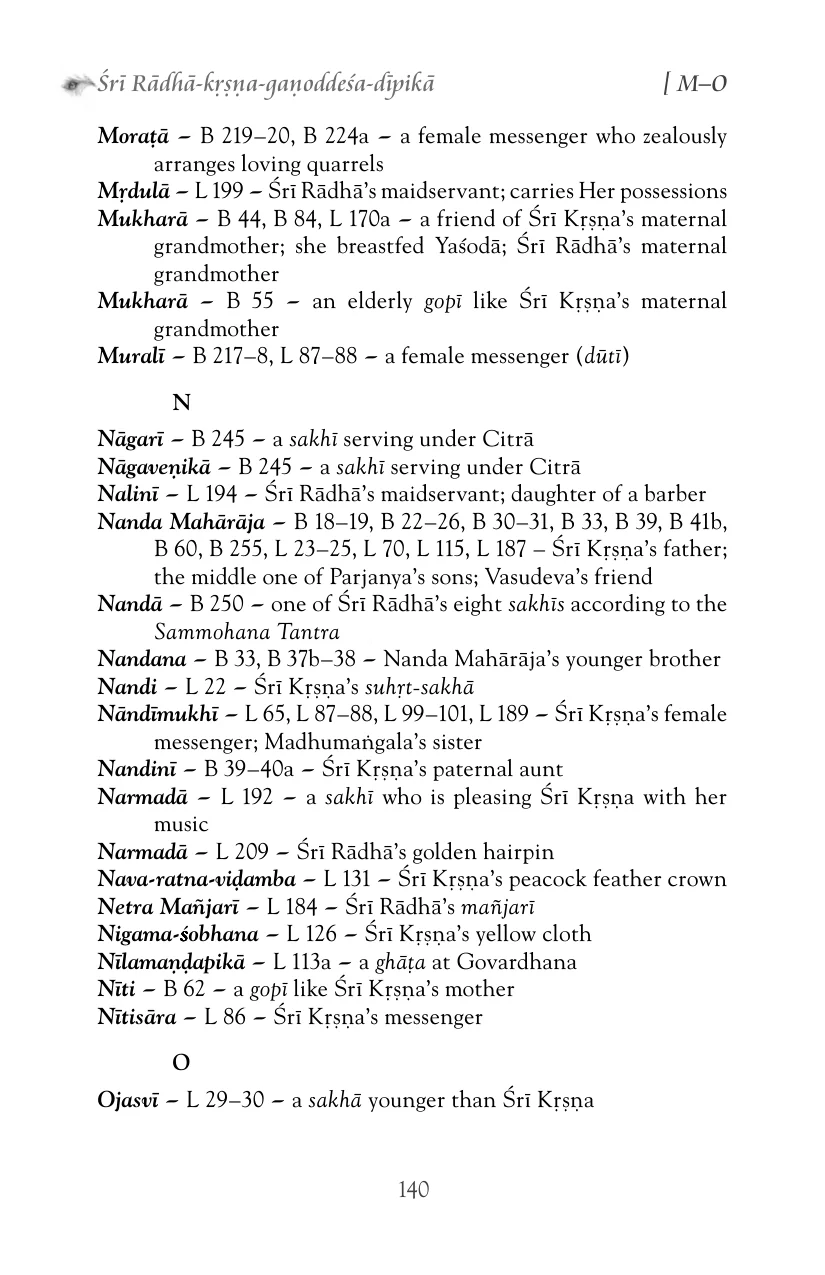 Śrī Rādhā-kṛṣṇa-gaṇoddeśa-dīpikā [ M–O
Moraṭā – B 219–20, B 224a – a female messenger who zealously
arranges loving quarrels
Mṛdulā – L 199 – Śrī Rādhā’s maidservant; carries Her possessions
Mukharā – B 44, B 84, L 170a – a friend of Śrī Kṛṣṇa’s maternal
grandmother; she breastfed Yaśodā; Śrī Rādhā’s maternal
grandmother
Mukharā – B 55 – an elderly gopī like Śrī Kṛṣṇa’s maternal
grandmother
Muralī – B 217–8, L 87–88 – a female messenger (dūtī)
N
Nāgarī – B 245 – a sakhī serving under Citrā
Nāgaveṇikā – B 245 – a sakhī serving under Citrā
Nalinī – L 194 – Śrī Rādhā’s maidservant; daughter of a barber
Nanda Mahārāja – B 18–19, B 22–26, B 30–31, B 33, B 39, B 41b,
B 60, B 255, L 23–25, L 70, L 115, L 187 – Śrī Kṛṣṇa’s father;
the middle one of Parjanya’s sons; Vasudeva’s friend
Nandā – B 250 – one of Śrī Rādhā’s eight sakhīs according to the
Sammohana Tantra
Nandana – B 33, B 37b–38 – Nanda Mahārāja’s younger brother
Nandi – L 22 – Śrī Kṛṣṇa’s suhṛt-sakhā
Nāndīmukhī – L 65, L 87–88, L 99–101, L 189 – Śrī Kṛṣṇa’s female
messenger; Madhumaṅgala’s sister
Nandinī – B 39–40a – Śrī Kṛṣṇa’s paternal aunt
Narmadā – L 192 – a sakhī who is pleasing Śrī Kṛṣṇa with her
music
Narmadā – L 209 – Śrī Rādhā’s golden hairpin
Nava-ratna-viḍamba – L 131 – Śrī Kṛṣṇa’s peacock feather crown
Netra Mañjarī – L 184 – Śrī Rādhā’s mañjarī
Nigama-śobhana – L 126 – Śrī Kṛṣṇa’s yellow cloth
Nīlamaṇḍapikā – L 113a – a ghāṭa at Govardhana
Nīti – B 62 – a gopī like Śrī Kṛṣṇa’s mother
Nītisāra – L 86 – Śrī Kṛṣṇa’s messenger
O
Ojasvī – L 29–30 – a sakhā younger than Śrī Kṛṣṇa
140